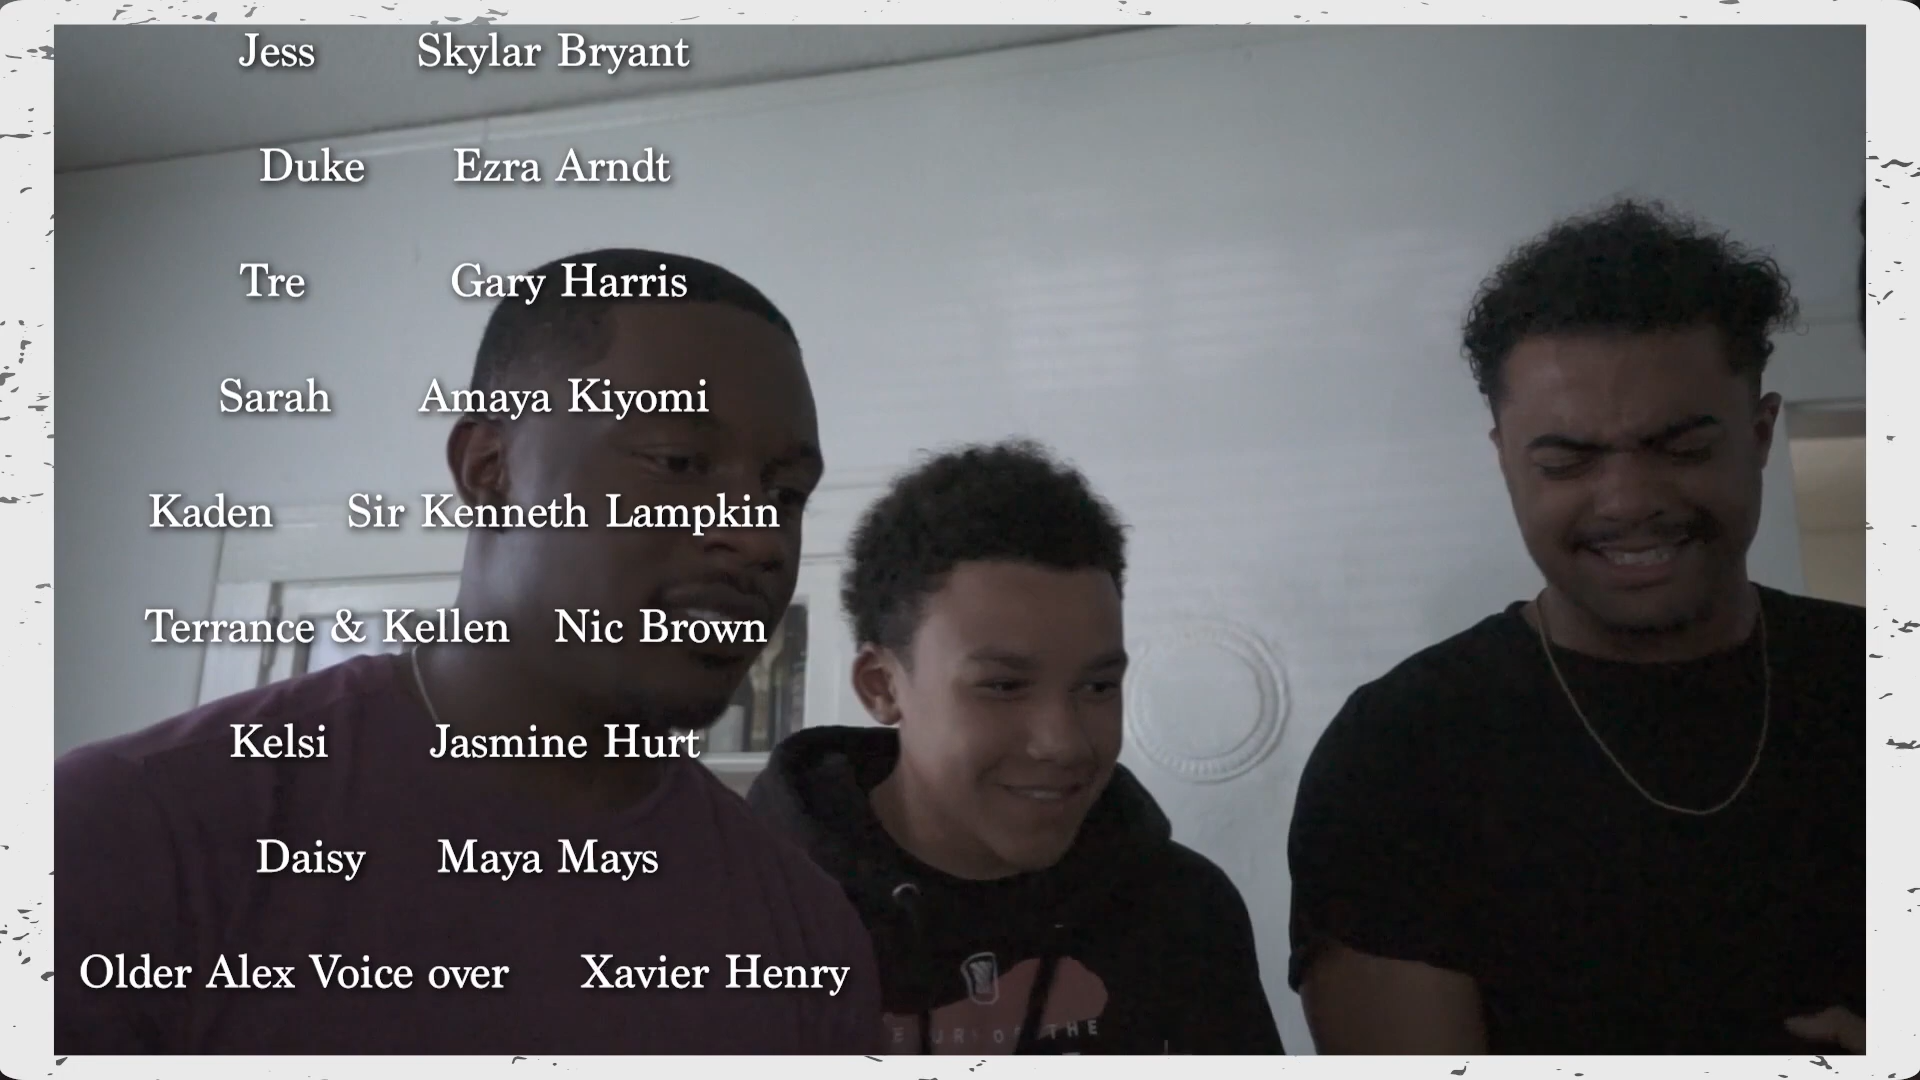 Jess Skylar Bryant
Duke Ezra Arndt
Tre Gary Harris
Sarah Amaya Kiyomi
Kaden Sir Kenneth Lampkin
Terrance & Kellen Nic Brown
Kelsi Jasmine Hurt
Daisy Maya Mays
Older Alex Voice over Xavier Henry
THE